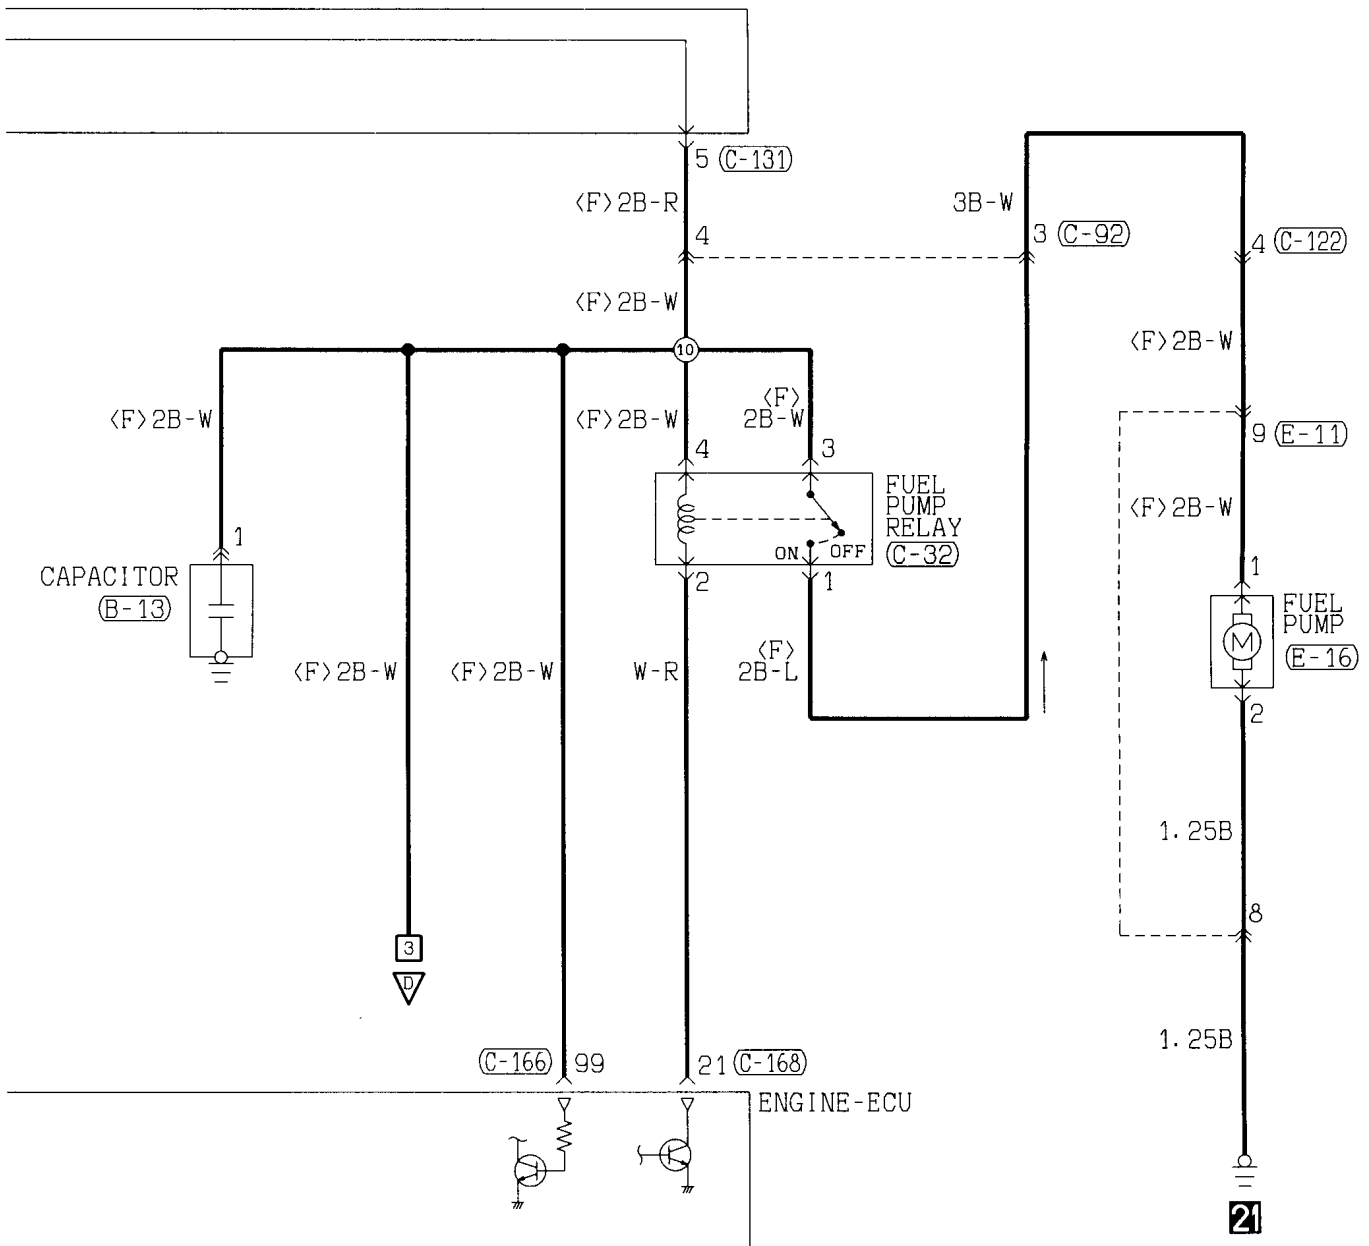 5 (C-131)
<F>2B-R
3B-W
4
3 (C-92)
4 (C-122)
<F>2B-W
<F>2B-W
10
<F>2B-W
<F>2B-W
<F>
2B-W
9 (E-11)
4
3
FUEL
PUMP
RELAY
(C-32)
<F>2B-W
ON
OFF
1
CAPACITOR
(B-13)
2
1
1
FUEL
PUMP
(E-16)
M
<F>2B-W
<F>2B-W
W-R
<F>
2B-L
2
1.25B
8
3
D
1.25B
(C-166) 99
21 (C-168)
ENGINE-ECU
21